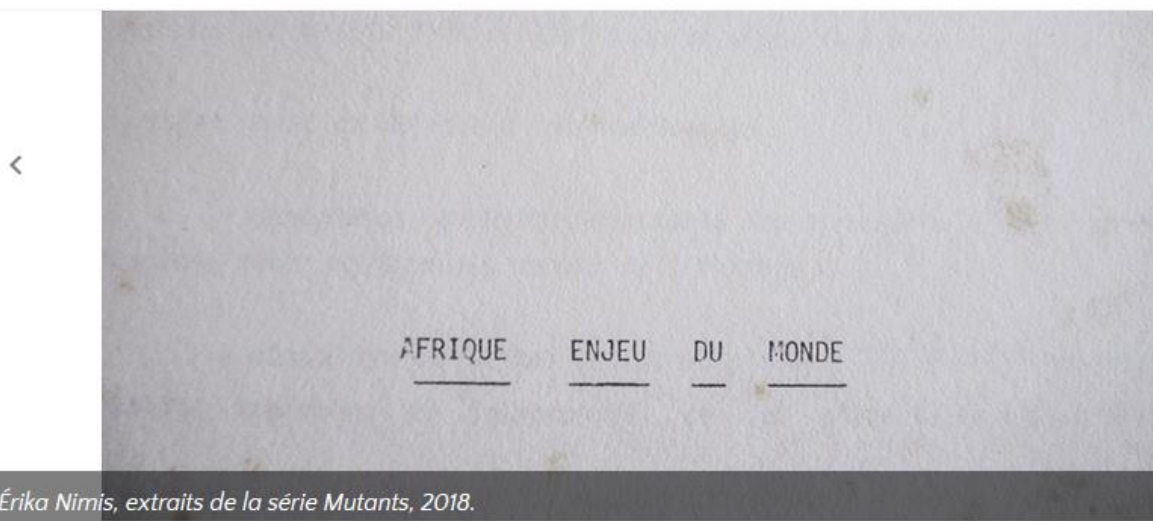 AFRIQUE ENJEU DU MONDE
Érika Nimis, extraits de la série Mutants, 2018.